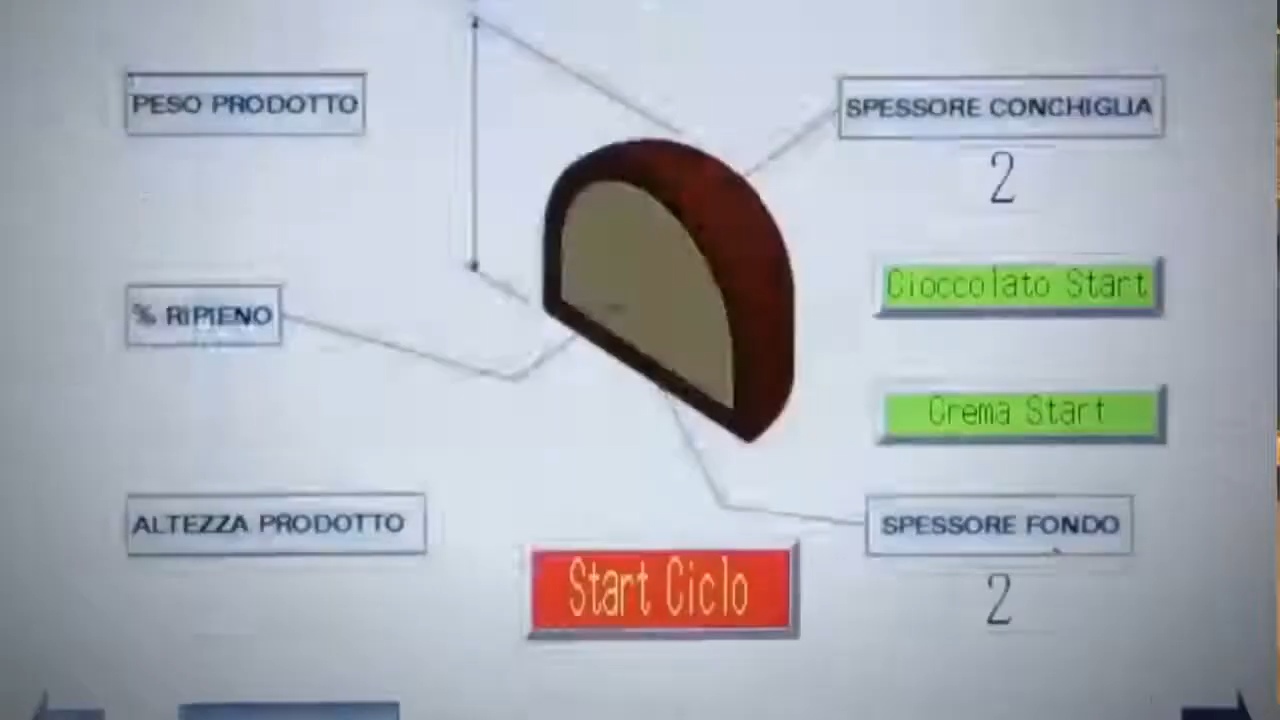 PESO PRODOTTO
SPESSORE CONCHIGLIA
2
Cioccolato Start
% RIPIENO
Crema Start
ALTEZZA PRODOTTO
SPESSORE FONDO
Start Ciclo
2